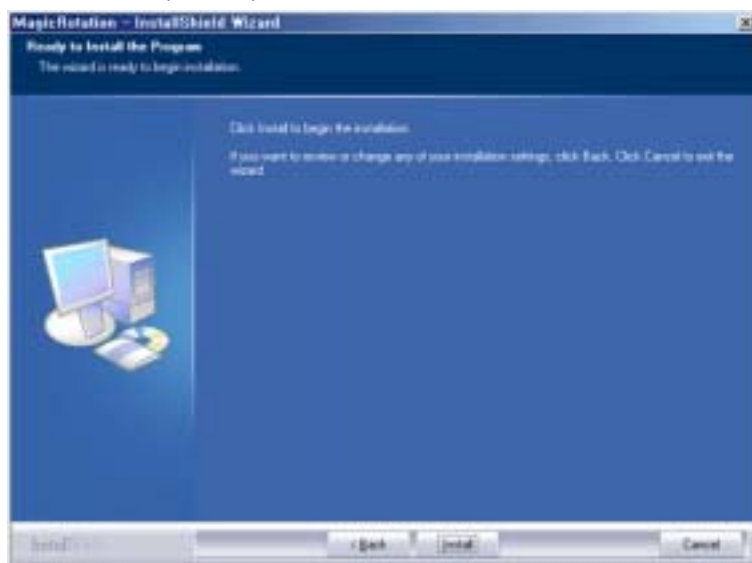 MagicRotation - InstallShield Wizard
Ready to Install the Program
The wizard is ready to begin installation.
Click Install to begin the installation.
If you want to review or change any of your installation settings, click Back. Click Cancel to exit the
wizard.
InstallShield
< Back Install Cancel